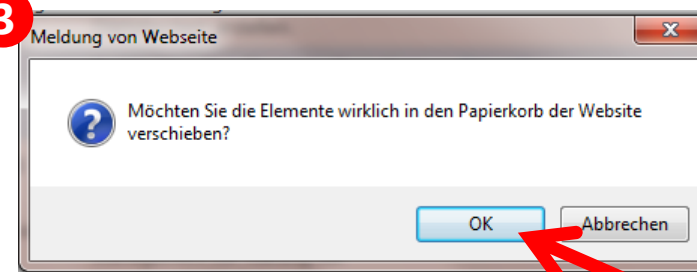 3
Meldung von Webseite
Möchten Sie die Elemente wirklich in den Papierkorb der Website
verschieben?
OK
Abbrechen